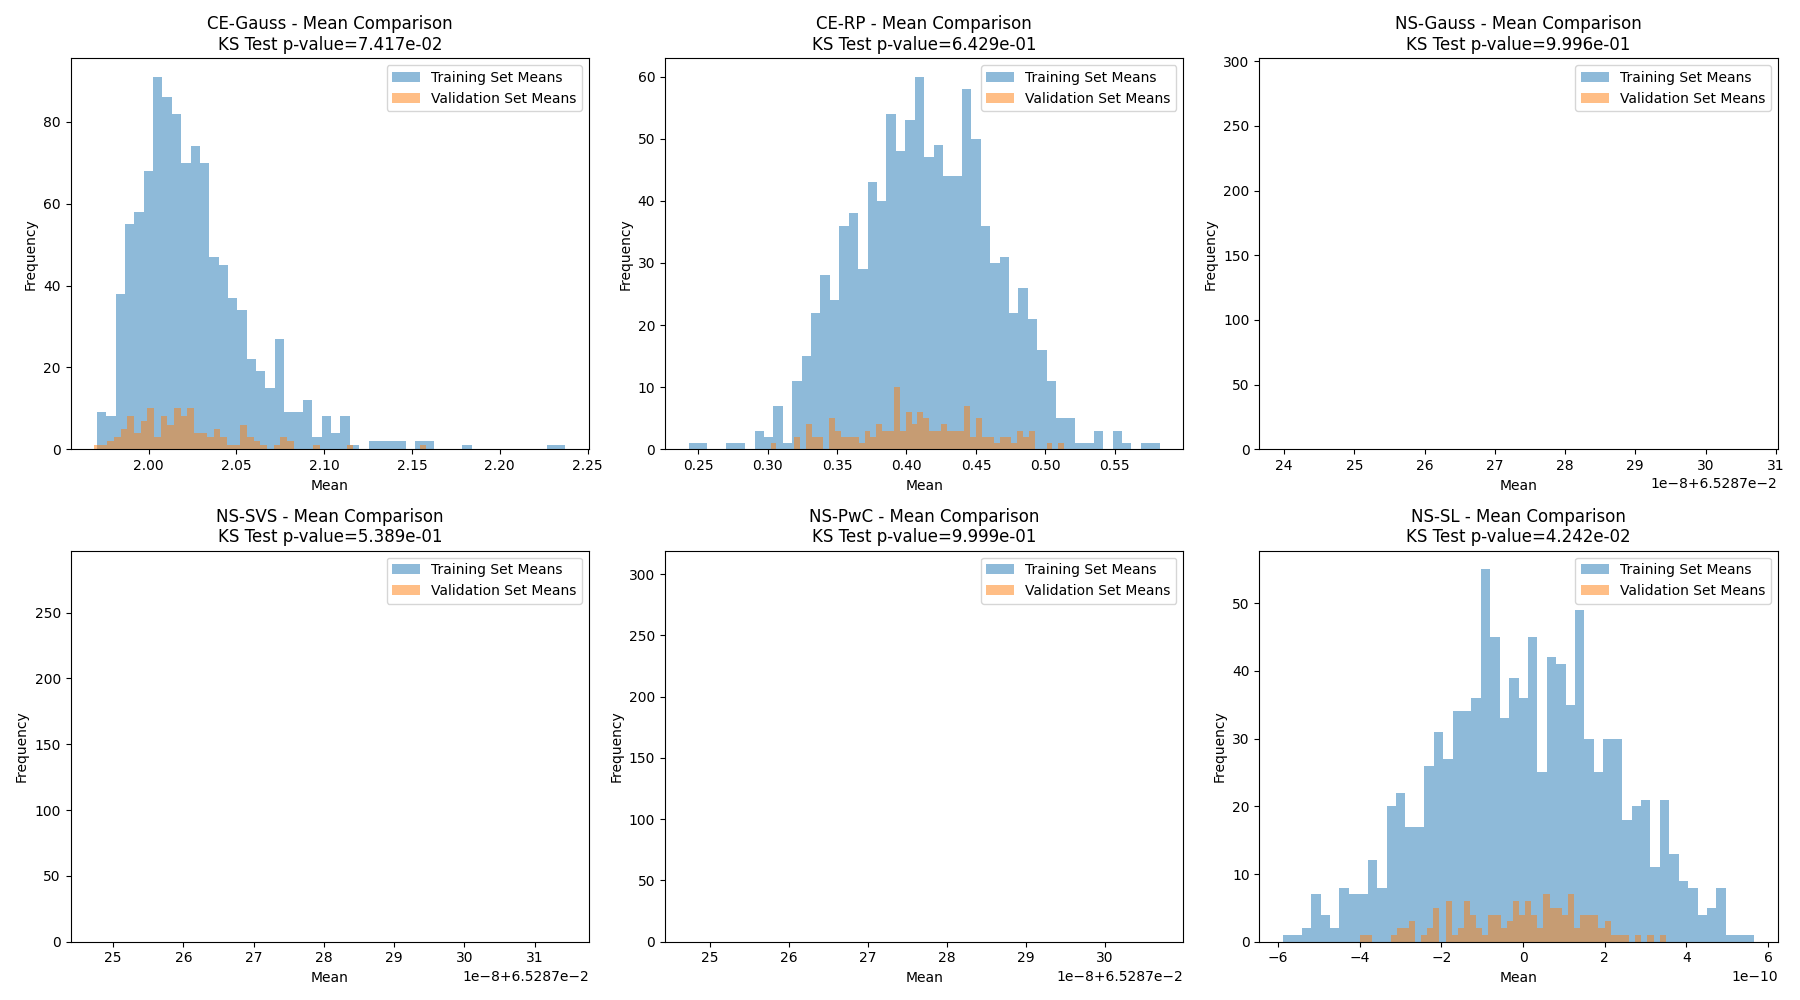 CE-Gauss - Mean Comparison
KS Test p-value=7.417e-02
Training Set Means
Validation Set Means
Frequency
0
20
40
60
80
2.00
2.05
2.10
2.15
2.20
2.25
Mean
CE-RP - Mean Comparison
KS Test p-value=6.429e-01
Training Set Means
Validation Set Means
Frequency
0
10
20
30
40
50
60
0.25
0.30
0.35
0.40
0.45
0.50
0.55
Mean
NS-Gauss - Mean Comparison
KS Test p-value=9.996e-01
Training Set Means
Validation Set Means
Frequency
0
50
100
150
200
250
300
24
25
26
27
28
29
30
31
1e−8+6.5287e−2
Mean
NS-SVS - Mean Comparison
KS Test p-value=5.389e-01
Training Set Means
Validation Set Means
Frequency
0
50
100
150
200
250
25
26
27
28
29
30
31
1e−8+6.5287e−2
Mean
NS-PwC - Mean Comparison
KS Test p-value=9.999e-01
Training Set Means
Validation Set Means
Frequency
0
50
100
150
200
250
300
25
26
27
28
29
30
1e−8+6.5287e−2
Mean
NS-SL - Mean Comparison
KS Test p-value=4.242e-02
Training Set Means
Validation Set Means
Frequency
0
10
20
30
40
50
−6
−4
−2
0
2
4
6
1e−10
Mean